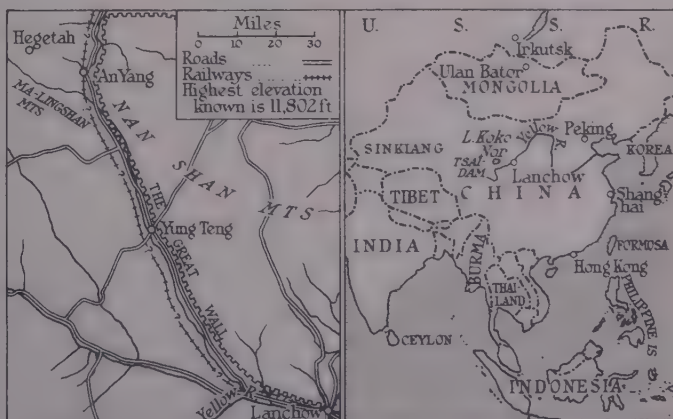 Miles
0 10 20 30
Roads ....
Railways ....
Highest elevation
known is 11,802 ft
Hegetah
An Yang
MA-LINGSHAN
MTS
NAN SHAN MTS
THE GREAT WALL
Yung Teng
Yellow R.
Lanchow
U. S. S. R.
Irkutsk
Ulan Bator
MONGOLIA
L. Koko
Nor
Yellow R.
Peking
SINKIANG
TSAI-
DAM
Lanchow
KOREA
TIBET
CHINA
Shang
hai
INDIA
BURMA
FORMOSA
Hong Kong
THAI
LAND
PHILIPPINE IS
CEYLON
INDONESIA
G